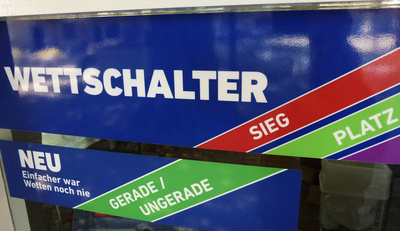 WETTSCHALTER
SIEG
PLATZ
NEU
Einfacher war
Wetten noch nie
GERADE /
UNGERADE